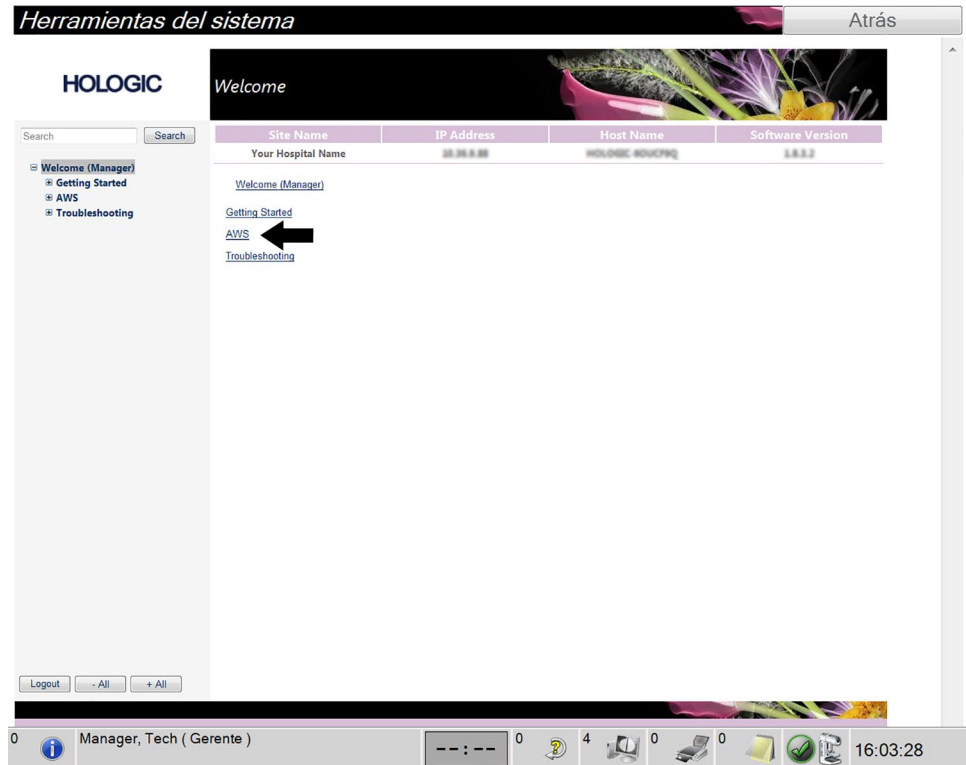 Herramientas del sistema
Atrás
HOLOGIC
Welcome
Search
Search
Site Name
IP Address
Host Name
Software Version
Your Hospital Name
Welcome (Manager)
Getting Started
AWS
Troubleshooting
Welcome (Manager)
Getting Started
AWS
Troubleshooting
Logout
- All
+ All
0
Manager, Tech ( Gerente )
--:--
0
4
0
0
16:03:28